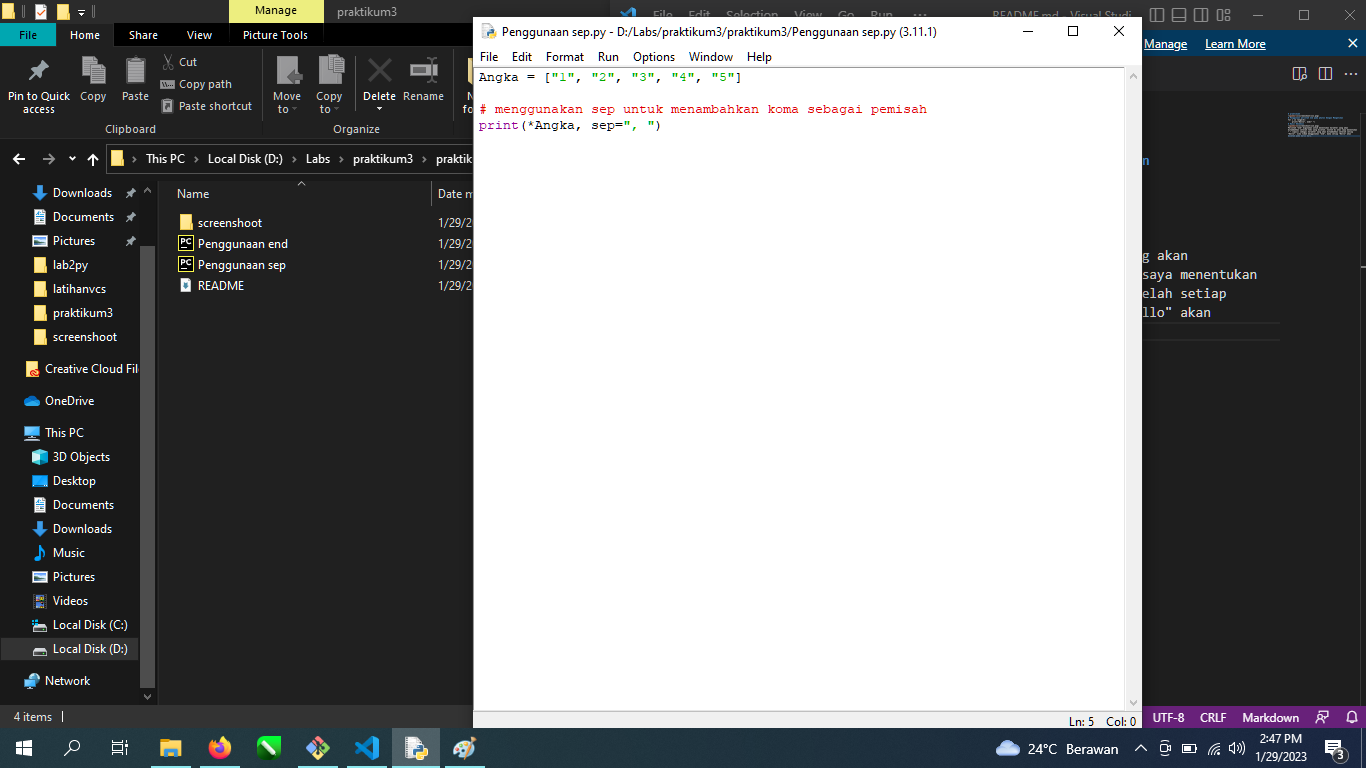 Manage
praktikum3
File
Home
Share
View
Picture Tools
Pin to Quick access
Copy
Paste
Cut
Copy path
Paste shortcut
Clipboard
Move to
Copy to
Delete
Rename
Organize
This PC
Local Disk (D:)
Labs
praktikum3
praktik
Name
Date m
Downloads
Documents
Pictures
lab2py
latihanvcs
praktikum3
screenshoot
Creative Cloud Fil
OneDrive
This PC
3D Objects
Desktop
Documents
Downloads
Music
Pictures
Videos
Local Disk (C:)
Local Disk (D:)
Network
screenshoot 1/29/2
Penggunaan end 1/29/2
Penggunaan sep 1/29/2
README 1/29/2
4 items
File Edit Selection View Go Run ... README.md - Visual Studi
Penggunaan sep.py - D:/Labs/praktikum3/praktikum3/Penggunaan sep.py (3.11.1)
File Edit Format Run Options Window Help
Angka = ["1", "2", "3", "4", "5"]
# menggunakan sep untuk menambahkan koma sebagai pemisah
print(*Angka, sep=", ")
Ln: 5 Col: 0
Manage Learn More
n
g akan
saya menentukan
elah setiap
llo" akan
UTF-8 CRLF Markdown
24°C Berawan
2:47 PM
1/29/2023
3